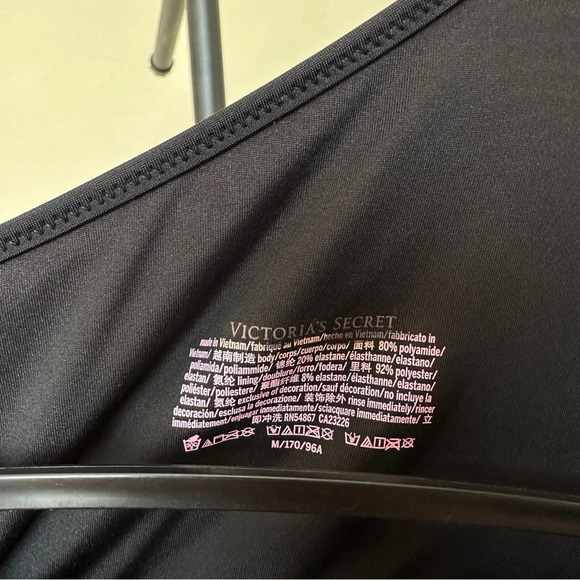 VICTORIA'S SECRET
made in Vietnam/fabriqué au Vietnam/hecho en Vietnam/fabbricato in
Vietnam/ 越南制造 body/corps/cuerpo/corpo/ 面料 80% polyamide/
poliamida/poliammide/ 锦纶 20% elastane/élasthanne/elastano/
elastan/ 氨纶 lining/doublure/forro/fodera/ 里料 92% polyester/
poliéster/poliestere/ 聚酯纤维 8% elastane/élasthanne/elastano/
elastan/ 氨纶 exclusive of decoration/sauf décoration/no incluye la
decoración/esclusa la decorazione/ 装饰除外 rinse immediately/rincer
immédiatement/enjuagar inmediatamente/sciacquare immediatamente/ 立
即冲洗 RN54867 CA23226
M/170/96A